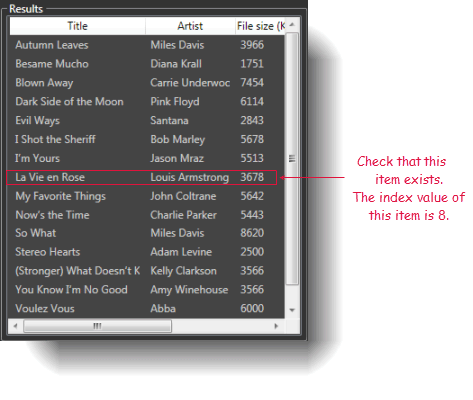 Results
Title Artist File size (K
Autumn Leaves Miles Davis 3966
Besame Mucho Diana Krall 1751
Blown Away Carrie Underwoc 7454
Dark Side of the Moon Pink Floyd 6114
Evil Ways Santana 2843
I Shot the Sheriff Bob Marley 5678
I'm Yours Jason Mraz 5513
La Vie en Rose Louis Armstrong 3678
My Favorite Things John Coltrane 5642
Now's the Time Charlie Parker 5443
So What Miles Davis 8620
Stereo Hearts Adam Levine 2500
(Stronger) What Doesn't K Kelly Clarkson 3566
You Know I'm No Good Amy Winehouse 3566
Voulez Vous Abba 6000
Check that this
item exists.
The index value of
this item is 8.